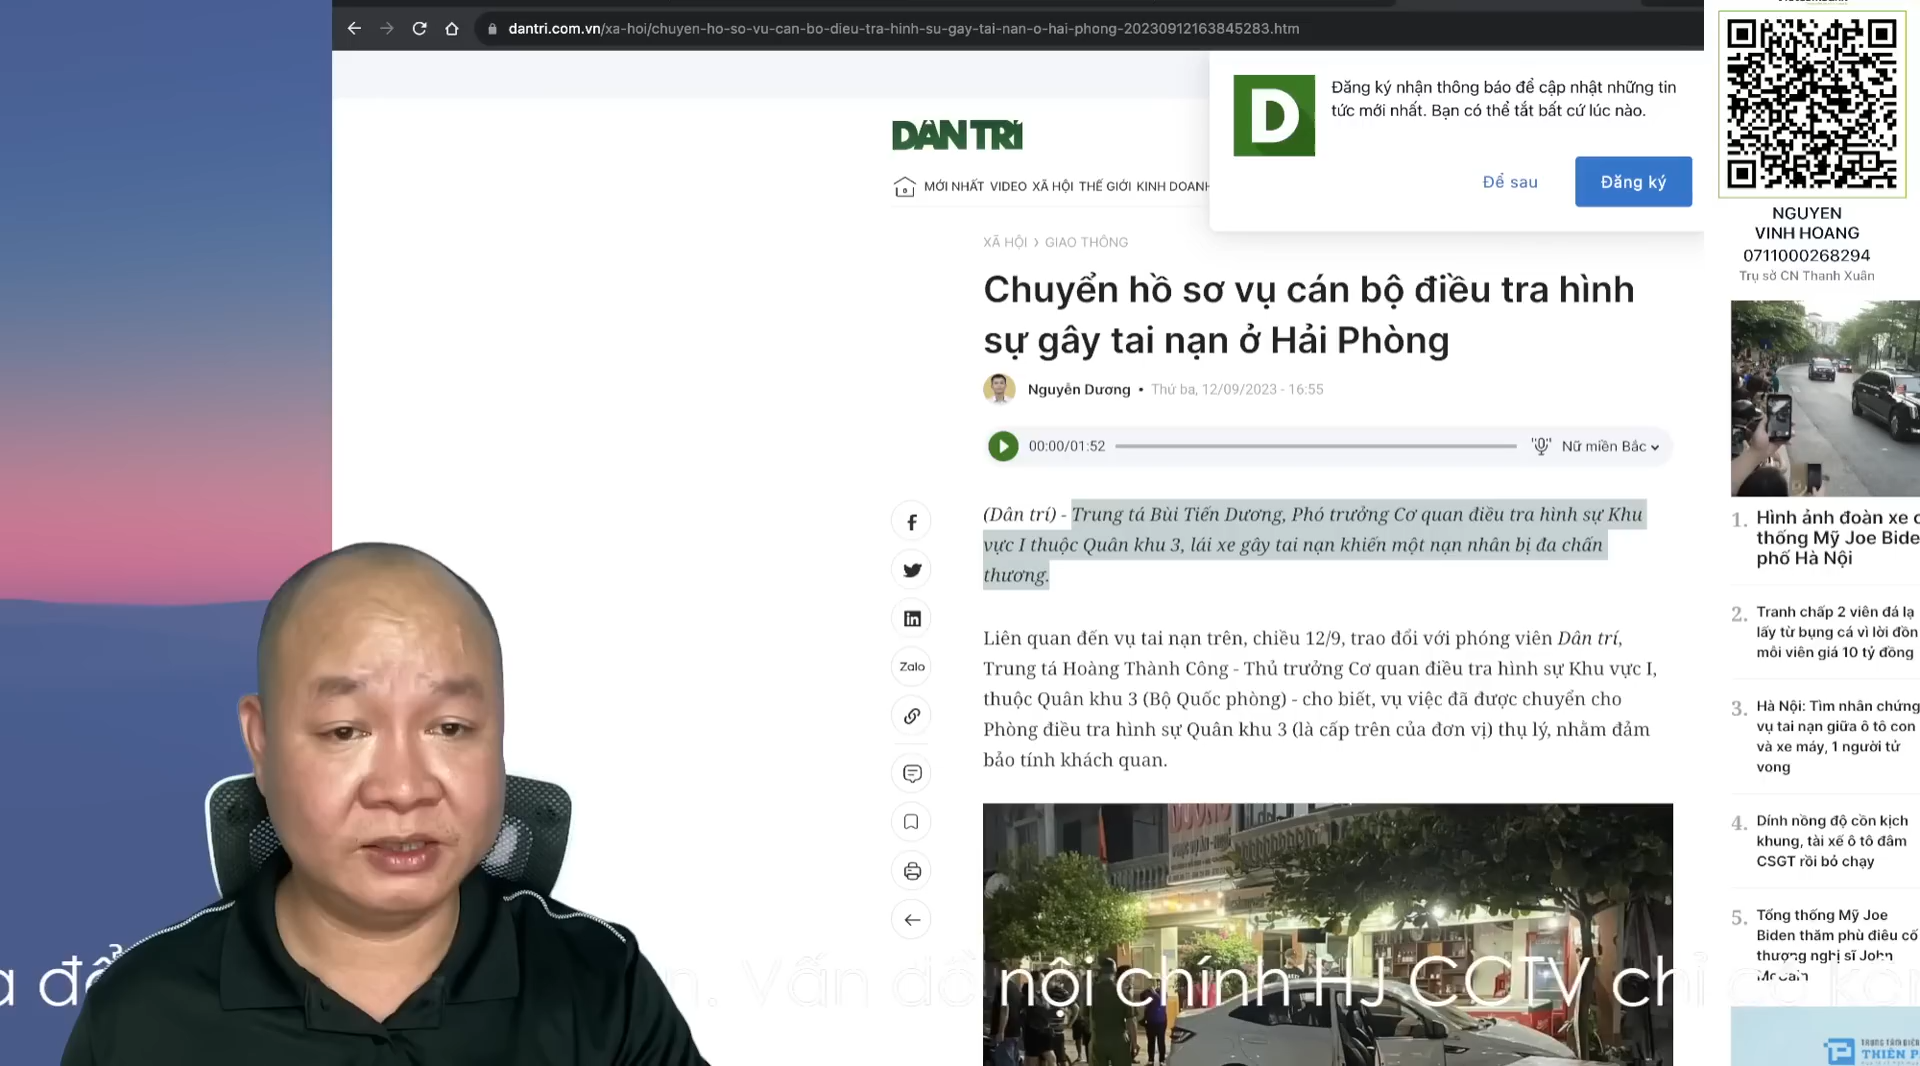 dantri.com.vn/xa-hoi/chuyen-ho-so-vu-can-bo-dieu-tra-hinh-su-gay-tai-nan-o-hai-phong-20230912163845283.htm
Đăng ký nhận thông báo để cập nhật những tin
tức mới nhất. Bạn có thể tắt bất cứ lúc nào.
D
Để sau
Đăng ký
DÂN TRÍ
MỚI NHẤT VIDEO XÃ HỘI THẾ GIỚI KINH DOANH
XÃ HỘI › GIAO THÔNG
Chuyển hồ sơ vụ cán bộ điều tra hình
sự gây tai nạn ở Hải Phòng
Nguyễn Dương • Thứ ba, 12/09/2023 - 16:55
00:00/01:52
Nữ miền Bắc
(Dân trí) - Trung tá Bùi Tiến Dương, Phó trưởng Cơ quan điều tra hình sự Khu
vực I thuộc Quân khu 3, lái xe gây tai nạn khiến một nạn nhân bị đa chấn
thương.
Zalo
Liên quan đến vụ tai nạn trên, chiều 12/9, trao đổi với phóng viên Dân trí,
Trung tá Hoàng Thành Công - Thủ trưởng Cơ quan điều tra hình sự Khu vực I,
thuộc Quân khu 3 (Bộ Quốc phòng) - cho biết, vụ việc đã được chuyển cho
Phòng điều tra hình sự Quân khu 3 (là cấp trên của đơn vị) thụ lý, nhằm đảm
bảo tính khách quan.
NGUYEN
VINH HOANG
0711000268294
Trụ sở CN Thanh Xuân
1. Hình ảnh đoàn xe c
thống Mỹ Joe Bide
phố Hà Nội
2. Tranh chấp 2 viên đá lạ
lấy từ bụng cá vì lời đồn
mỗi viên giá 10 tỷ đồng
3. Hà Nội: Tìm nhân chứng
vụ tai nạn giữa ô tô con
và xe máy, 1 người tử
vong
4. Dính nồng độ cồn kịch
khung, tài xế ô tô đâm
CSGT rồi bỏ chạy
5. Tổng thống Mỹ Joe
Biden thăm phù điêu cố
thượng nghị sĩ John
McCain
n. Vấn đề nội chính HJ CCTV chỉ có
THIÊN P